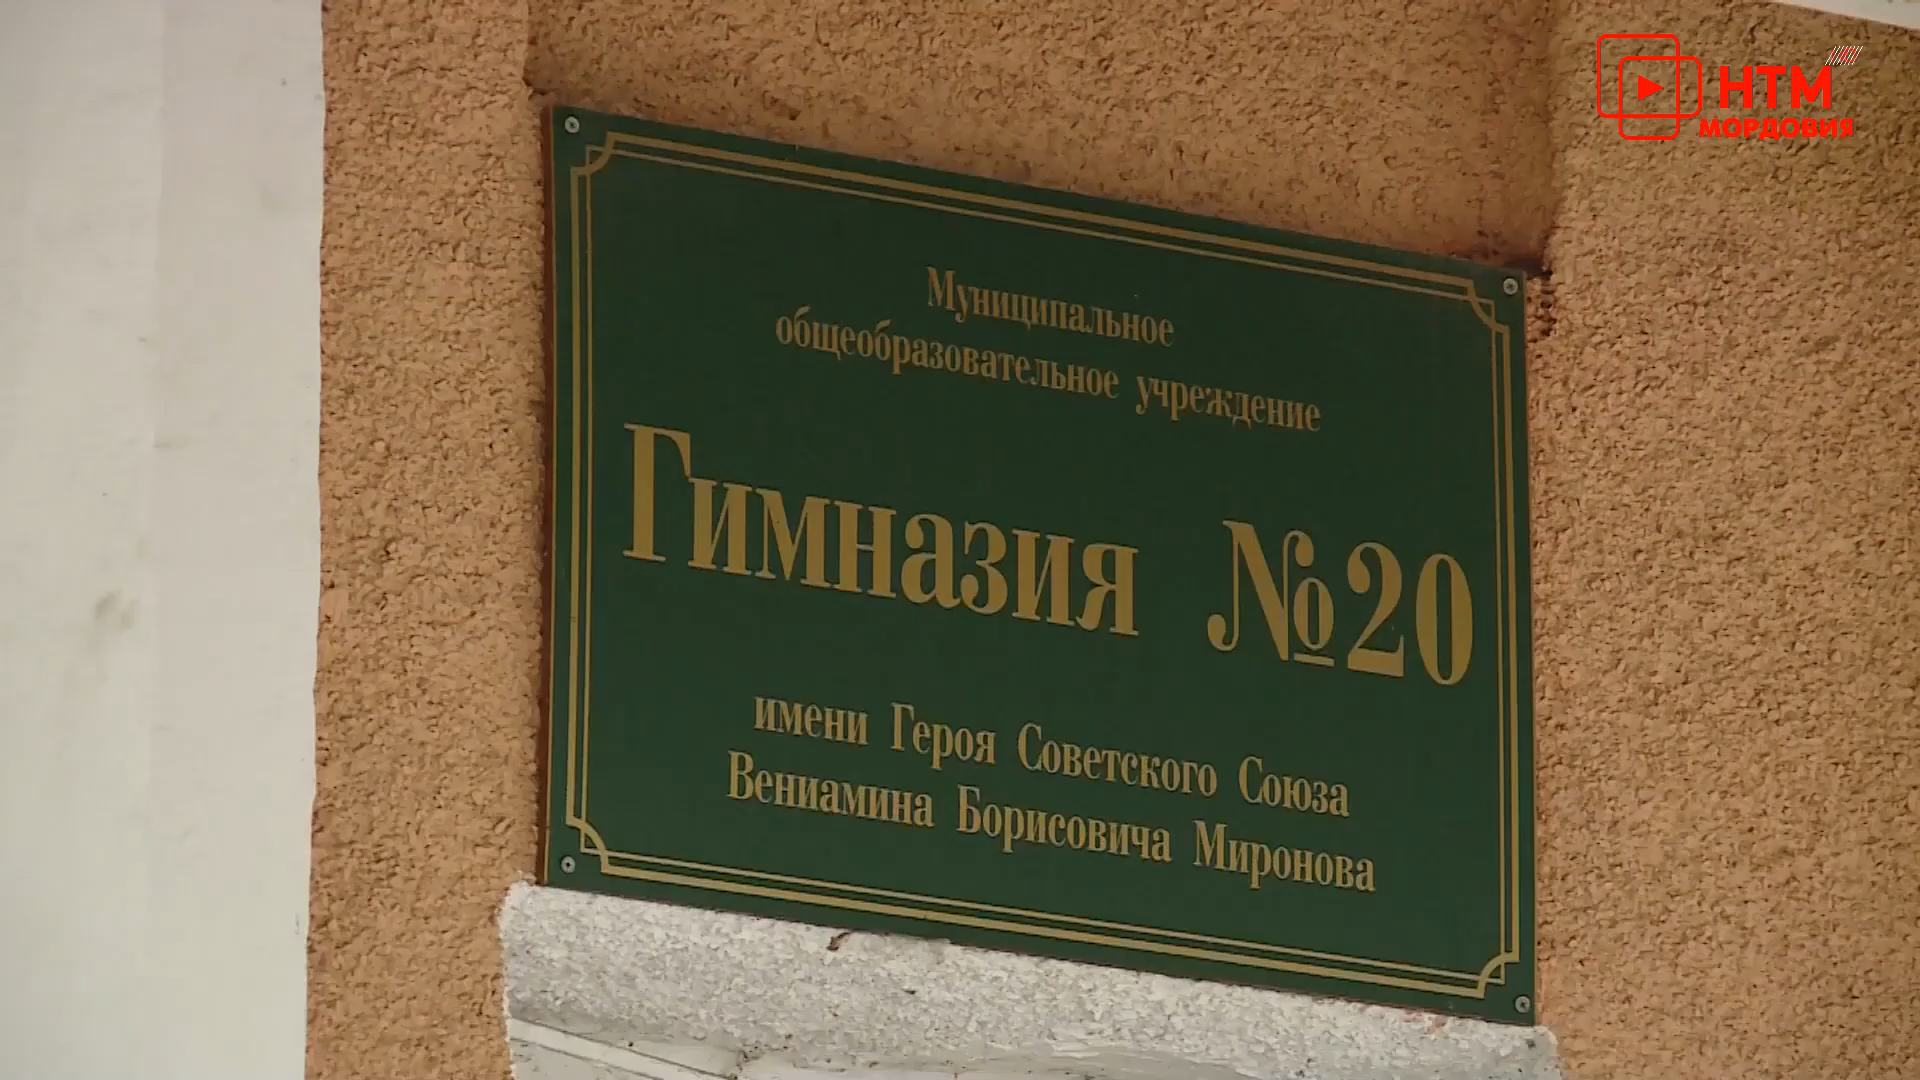 НТМ
МОРДОВИЯ
Муниципальное
общеобразовательное учреждение
Гимназия №20
имени Героя Советского Союза
Вениамина Борисовича Миронова